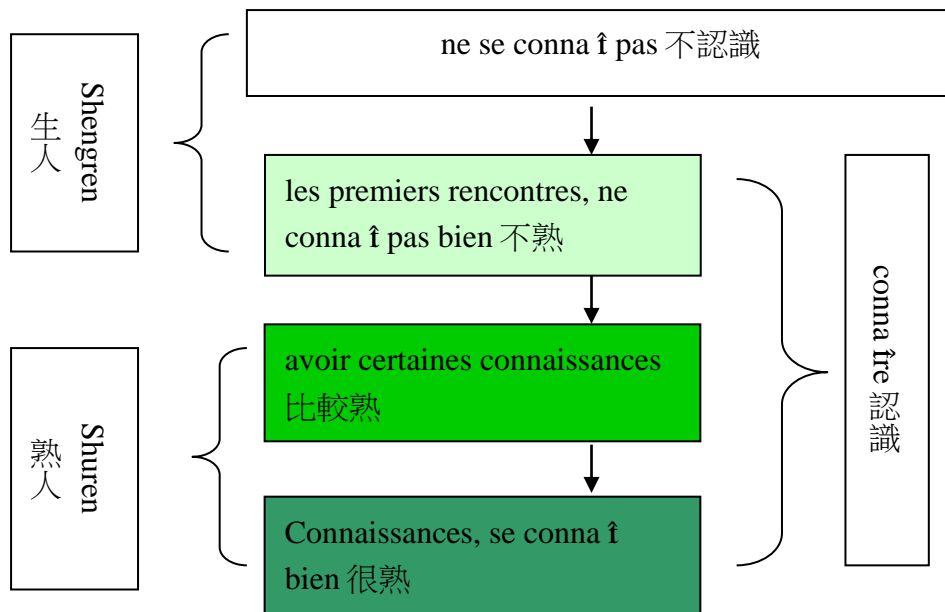 ne se conna î pas 不認識
Shengren
生人
les premiers rencontres, ne
conna î pas bien 不熟
avoir certaines connaissances
比較熟
Connaissances, se conna î
bien 很熟
Shuren
熟人
conna îre 認識